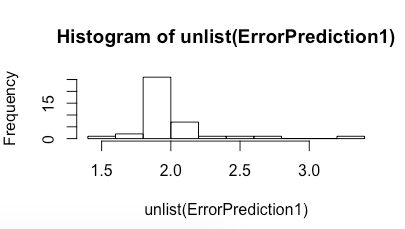 Histogram of unlist(ErrorPrediction1)
Frequency
15
0
1.5 2.0 2.5 3.0
unlist(ErrorPrediction1)